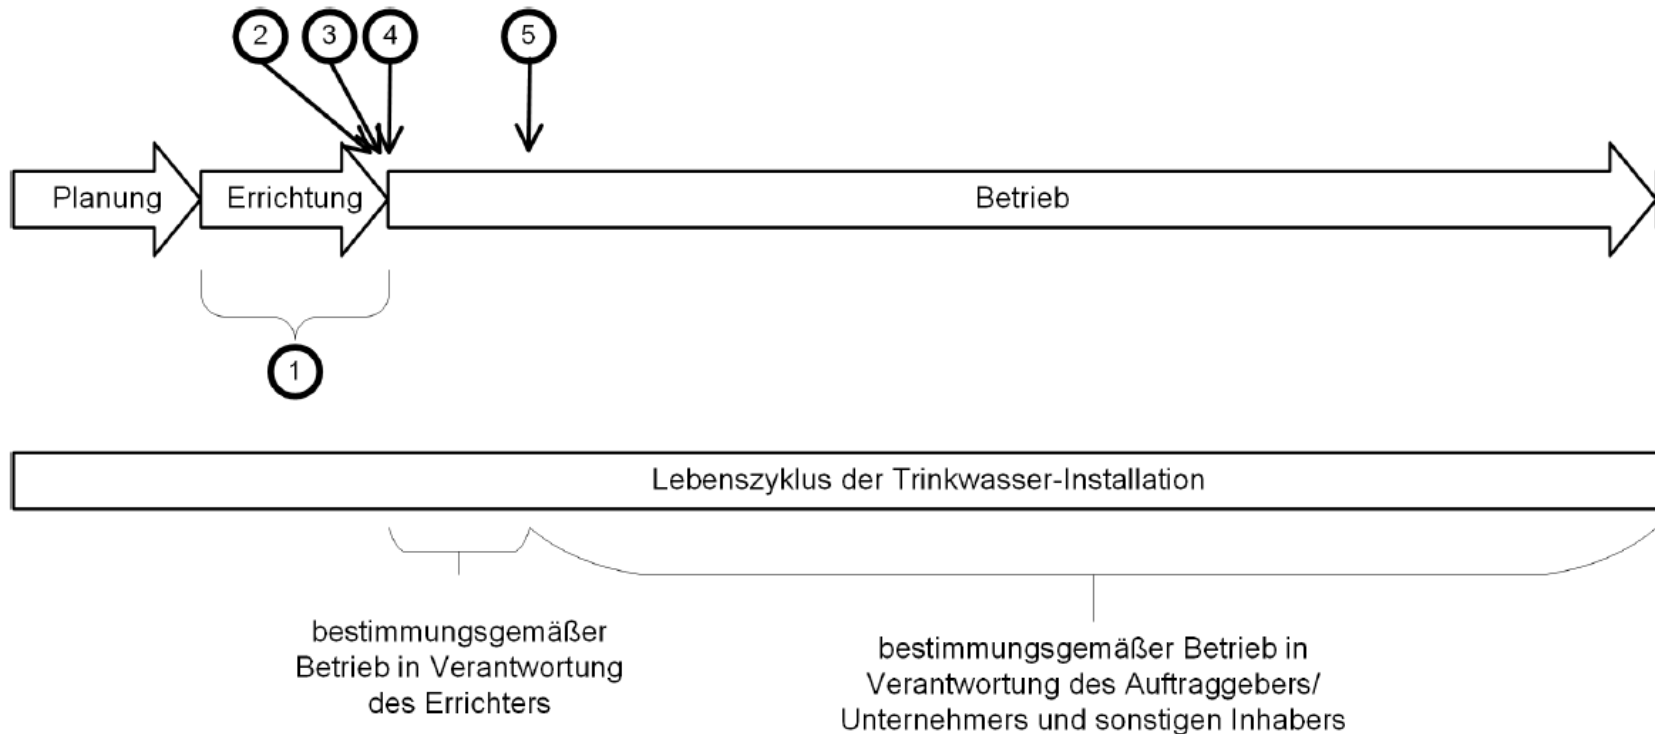 2 3 4 5
Planung Errichtung Betrieb
1
Lebenszyklus der Trinkwasser-Installation
bestimmungsgemäßer
Betrieb in Verantwortung
des Errichters
bestimmungsgemäßer Betrieb in
Verantwortung des Auftraggebers/
Unternehmers und sonstigen Inhabers